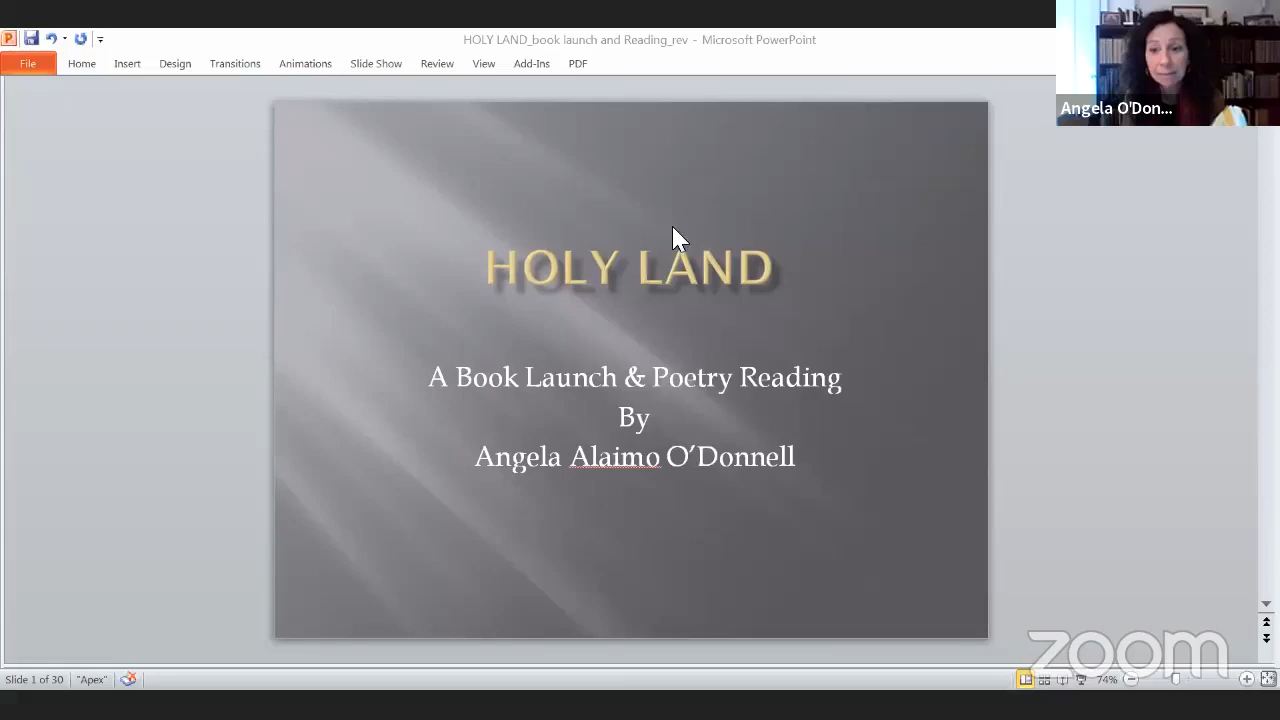 HOLY LAND_book launch and Reading_rev - Microsoft PowerPoint
File Home Insert Design Transitions Animations Slide Show Review View Add-Ins PDF
Angela O'Don...
HOLY LAND
A Book Launch & Poetry Reading
By
Angela Alaimo O’Donnell
zoom
Slide 1 of 30 "Apex" 74%